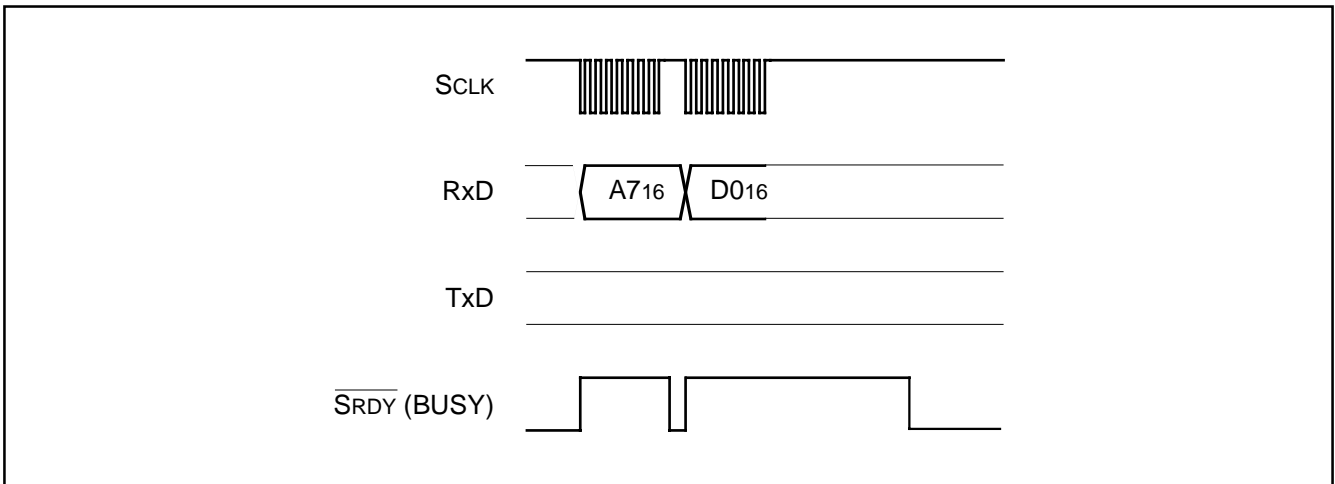 SCLK
RxD
A716
D016
TxD
SRDY (BUSY)